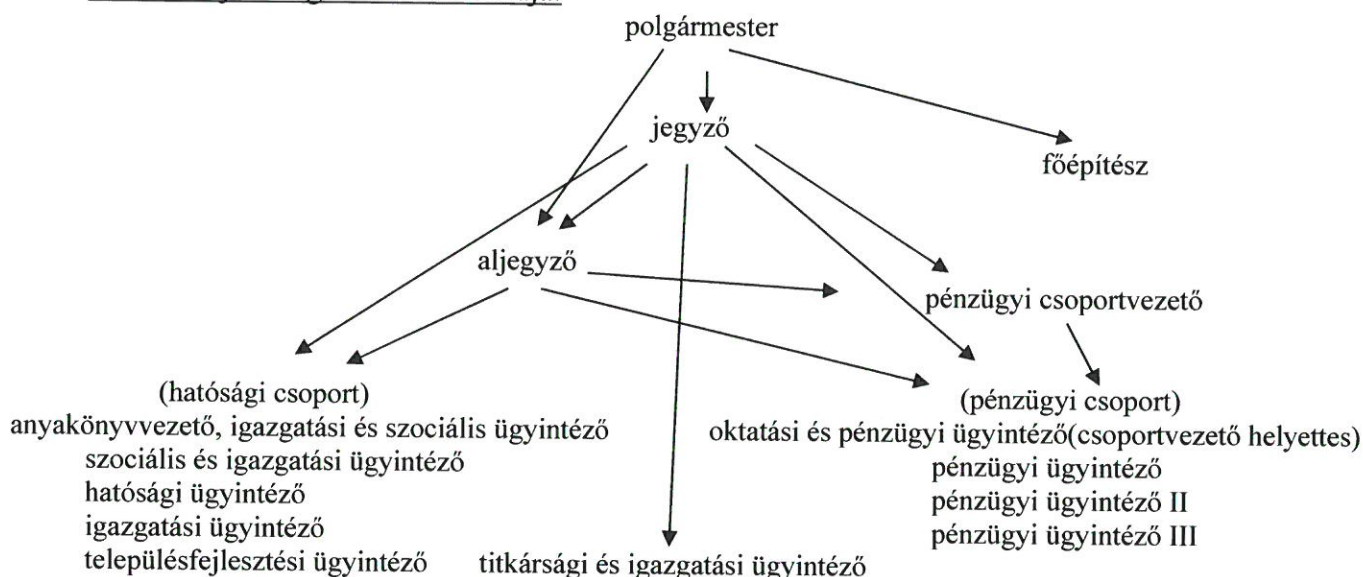 polgármester
jegyző
főépítész
aljegyző
pénzügyi csoportvezető
(hatósági csoport)
anyakönyvvezető, igazgatási és szociális ügyintéző
szociális és igazgatási ügyintéző
hatósági ügyintéző
igazgatási ügyintéző
településfejlesztési ügyintéző
titkársági és igazgatási ügyintéző
(pénzügyi csoport)
oktatási és pénzügyi ügyintéző(csoportvezető helyettes)
pénzügyi ügyintéző
pénzügyi ügyintéző II
pénzügyi ügyintéző III